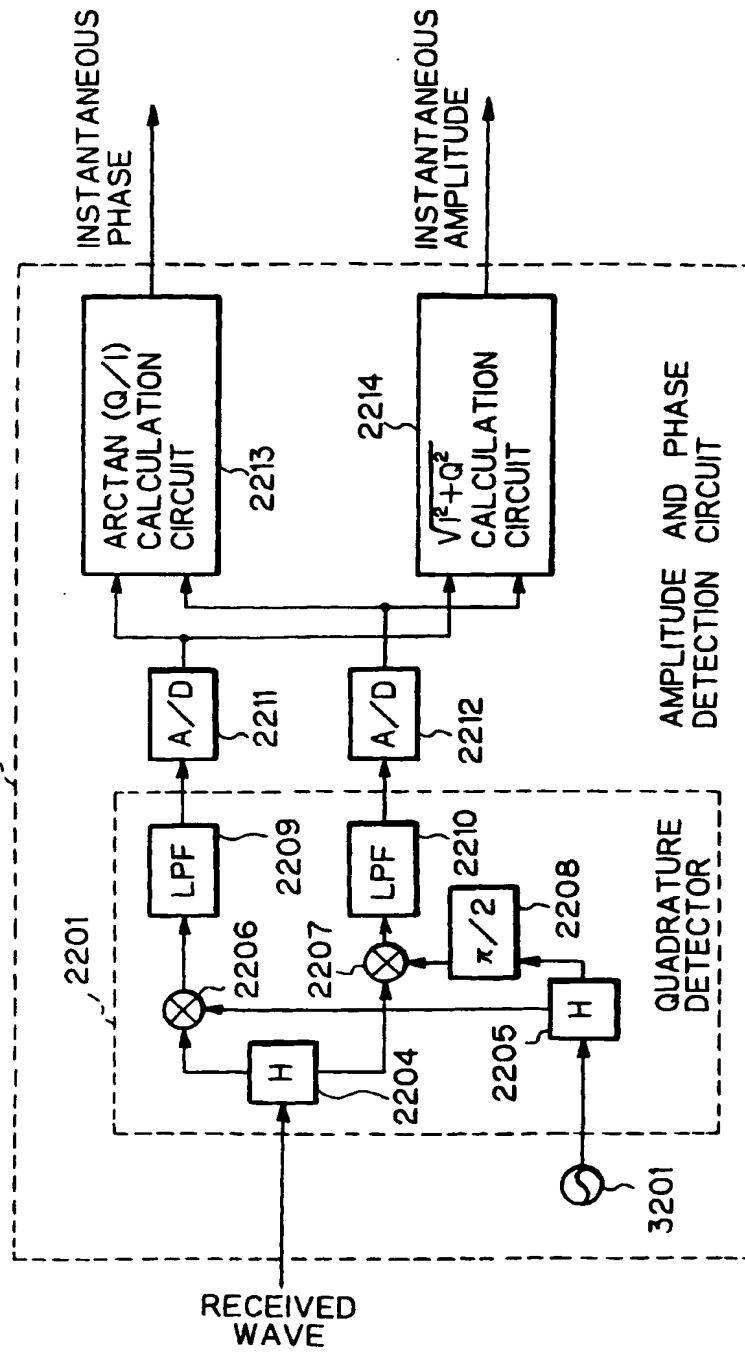 RECEIVED
WAVE
2201
H
2204
2206
2207
LPF
2209
LPF
2210
π/2
2208
H
2205
3201
QUADRATURE
DETECTOR
A/D
2211
A/D
2212
ARCTAN (Q/I)
CALCULATION
CIRCUIT
2213
√I²+Q²
CALCULATION
CIRCUIT
2214
INSTANTANEOUS
PHASE
INSTANTANEOUS
AMPLITUDE
AMPLITUDE AND PHASE
DETECTION CIRCUIT